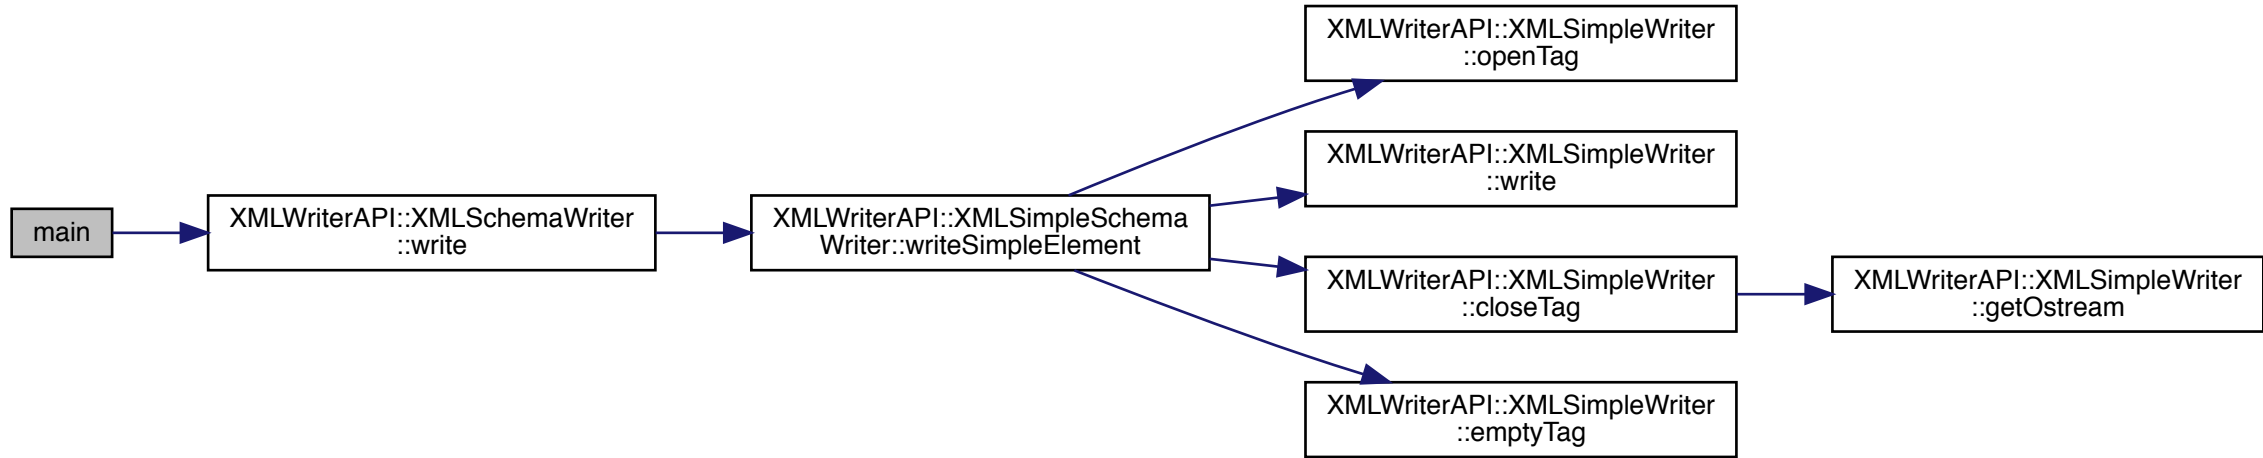 main
XMLWriterAPI::XMLSchemaWriter
::write
XMLWriterAPI::XMLSimpleSchema
Writer::writeSimpleElement
XMLWriterAPI::XMLSimpleWriter
::openTag
XMLWriterAPI::XMLSimpleWriter
::write
XMLWriterAPI::XMLSimpleWriter
::closeTag
XMLWriterAPI::XMLSimpleWriter
::emptyTag
XMLWriterAPI::XMLSimpleWriter
::getOstream